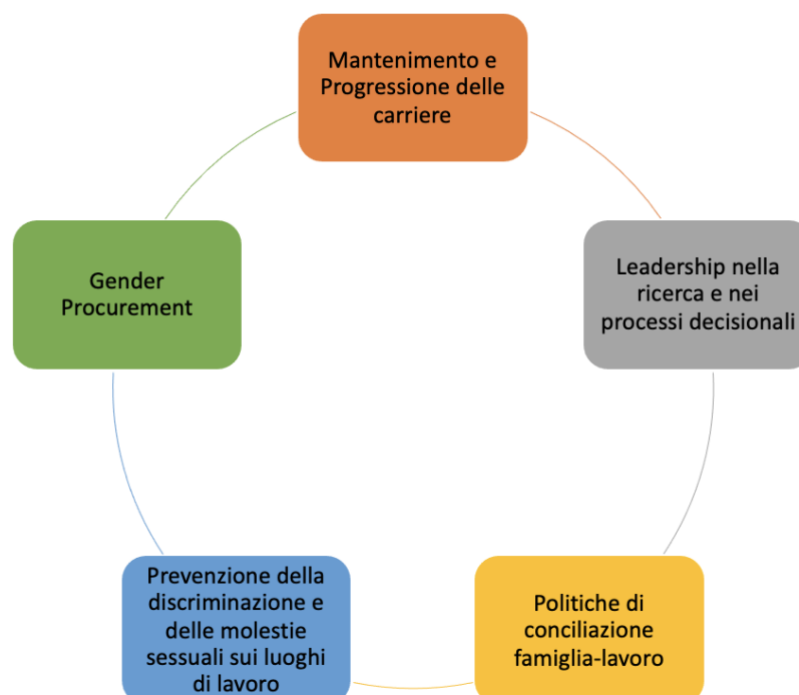 Mantenimento e
Progressione delle
carriere
Leadership nella
ricerca e nei
processi decisionali
Politiche di
conciliazione
famiglia-lavoro
Prevenzione della
discriminazione e
delle molestie
sessuali sui luoghi
di lavoro
Gender
Procurement